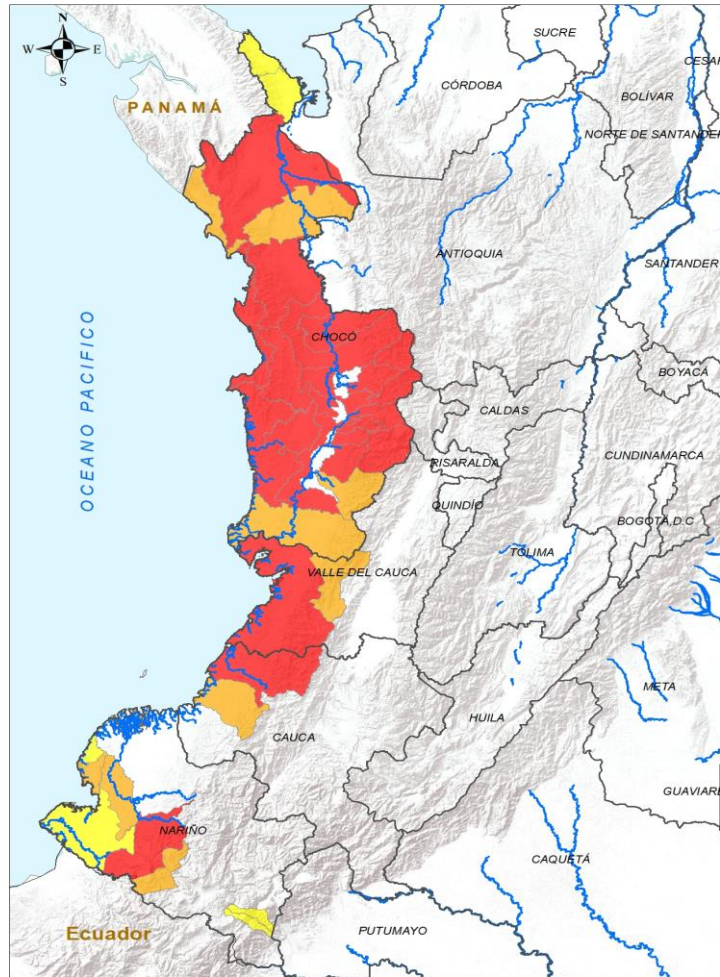 N
W E
S
SUCRE
CESAR
CÓRDOBA
BOLÍVAR
PANAMÁ
NORTE DE SANTANDER
ANTIOQUIA
SANTANDER
OCEANO PACIFICO
CHOCÓ
BOYACA
CALDAS
CUNDINAMARCA
RISARALDA
QUINDÍO
BOGOTÁ,D.C
TOLIMA
VALLE DEL CAUCA
META
HUILA
CAUCA
GUAVIARE
NARIÑO
CAQUETÁ
Ecuador
PUTUMAYO